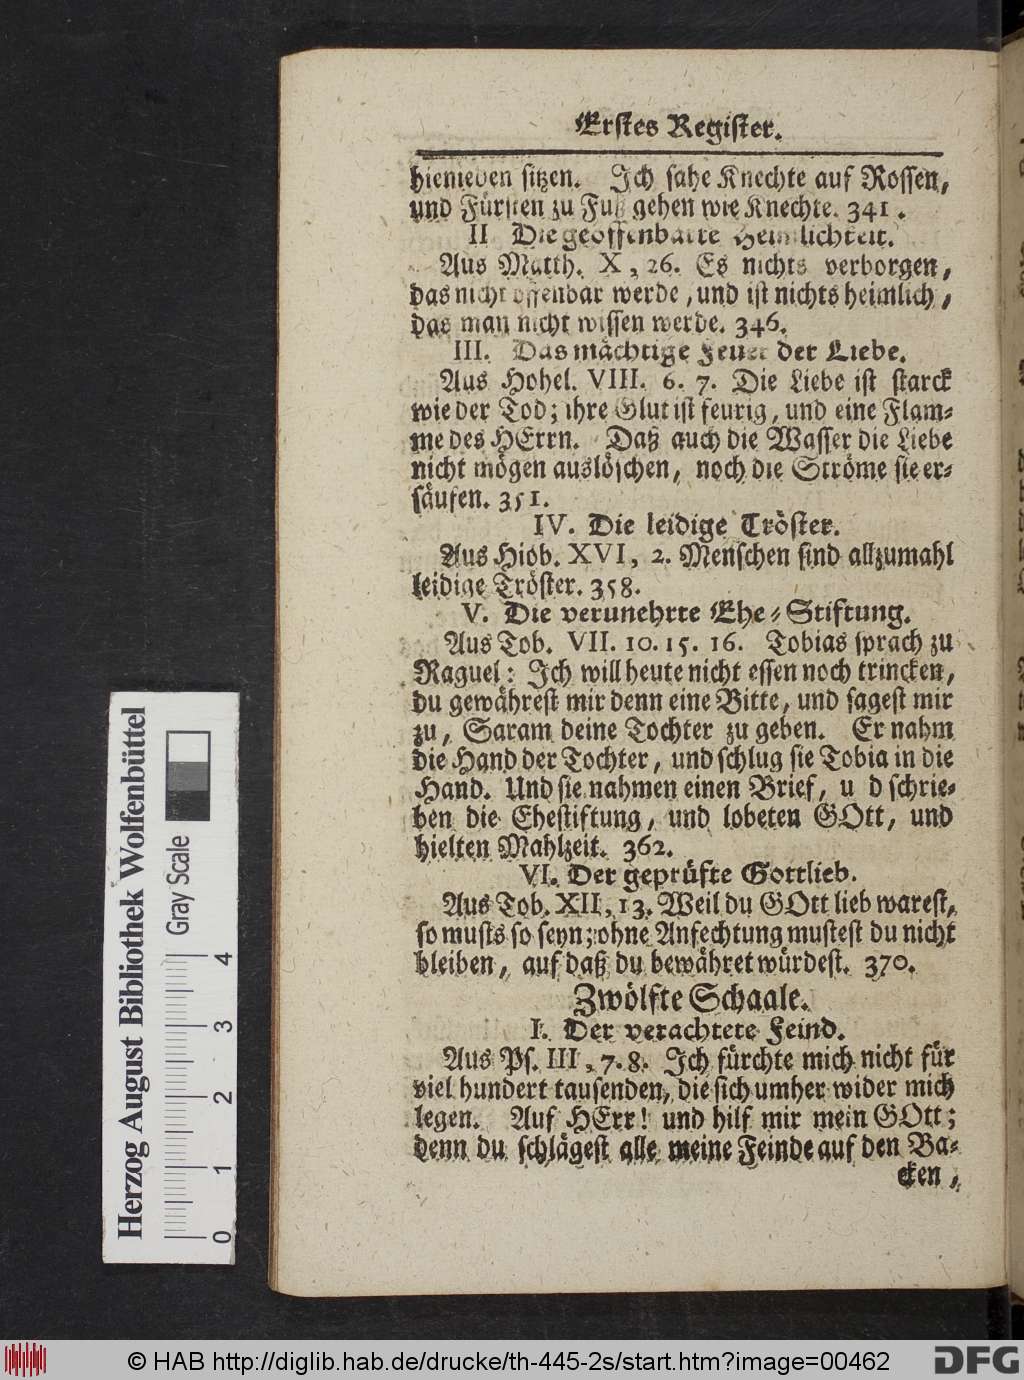 Erstes Register.
hienieden sitzen. Ich sahe Knechte auf Rossen,
und Fürsten zu Fuß gehen wie Knechte. 341.
II Die geoffenbarte Heimlichkeit.
Aus Matth. X, 26. Es nichts verborgen,
das nicht offenbar werde, und ist nichts heimlich,
das man nicht wissen werde. 346.
III. Das mächtige Feuer der Liebe.
Aus Hohel. VIII. 6. 7. Die Liebe ist starck
wie der Tod; ihre Glut ist feurig, und eine Flam-
me des HErrn. Daß auch die Wasser die Liebe
nicht mögen auslöschen, noch die Ströme sie er-
säufen. 351.
IV. Die leidige Tröster.
Aus Hiob. XVI, 2. Menschen sind allzumahl
leidige Tröster. 358.
V. Die verunehrte Ehe-Stiftung.
Aus Tob. VII. 10. 15. 16. Tobias sprach zu
Raguel: Ich will heute nicht essen noch trincken,
du gewährest mir denn eine Bitte, und sagest mir
zu, Saram deine Tochter zu geben. Er nahm
die Hand der Tochter, und schlug sie Tobia in die
Hand. Und sie nahmen einen Brief, u d schrie-
ben die Ehestiftung, und lobeten GOtt, und
hielten Mahlzeit. 362.
VI. Der geprüfte Gottlieb.
Aus Tob. XII, 13. Weil du GOtt lieb warest,
so musts so seyn; ohne Anfechtung mustest du nicht
bleiben, auf daß du bewähret würdest. 370.
Zwölfte Schaale.
I. Der verachtete Feind.
Aus Ps. III, 7. 8. Ich fürchte mich nicht für
viel hundert tausenden, die sich umher wider mich
legen. Auf HErr! und hilf mir mein GOtt;
denn du schlägest alle meine Feinde auf den Ba-
cken,
Herzog August Bibliothek Wolfenbüttel
Gray Scale
0 1 2 3 4
© HAB http://diglib.hab.de/drucke/th-445-2s/start.htm?image=00462
DFG